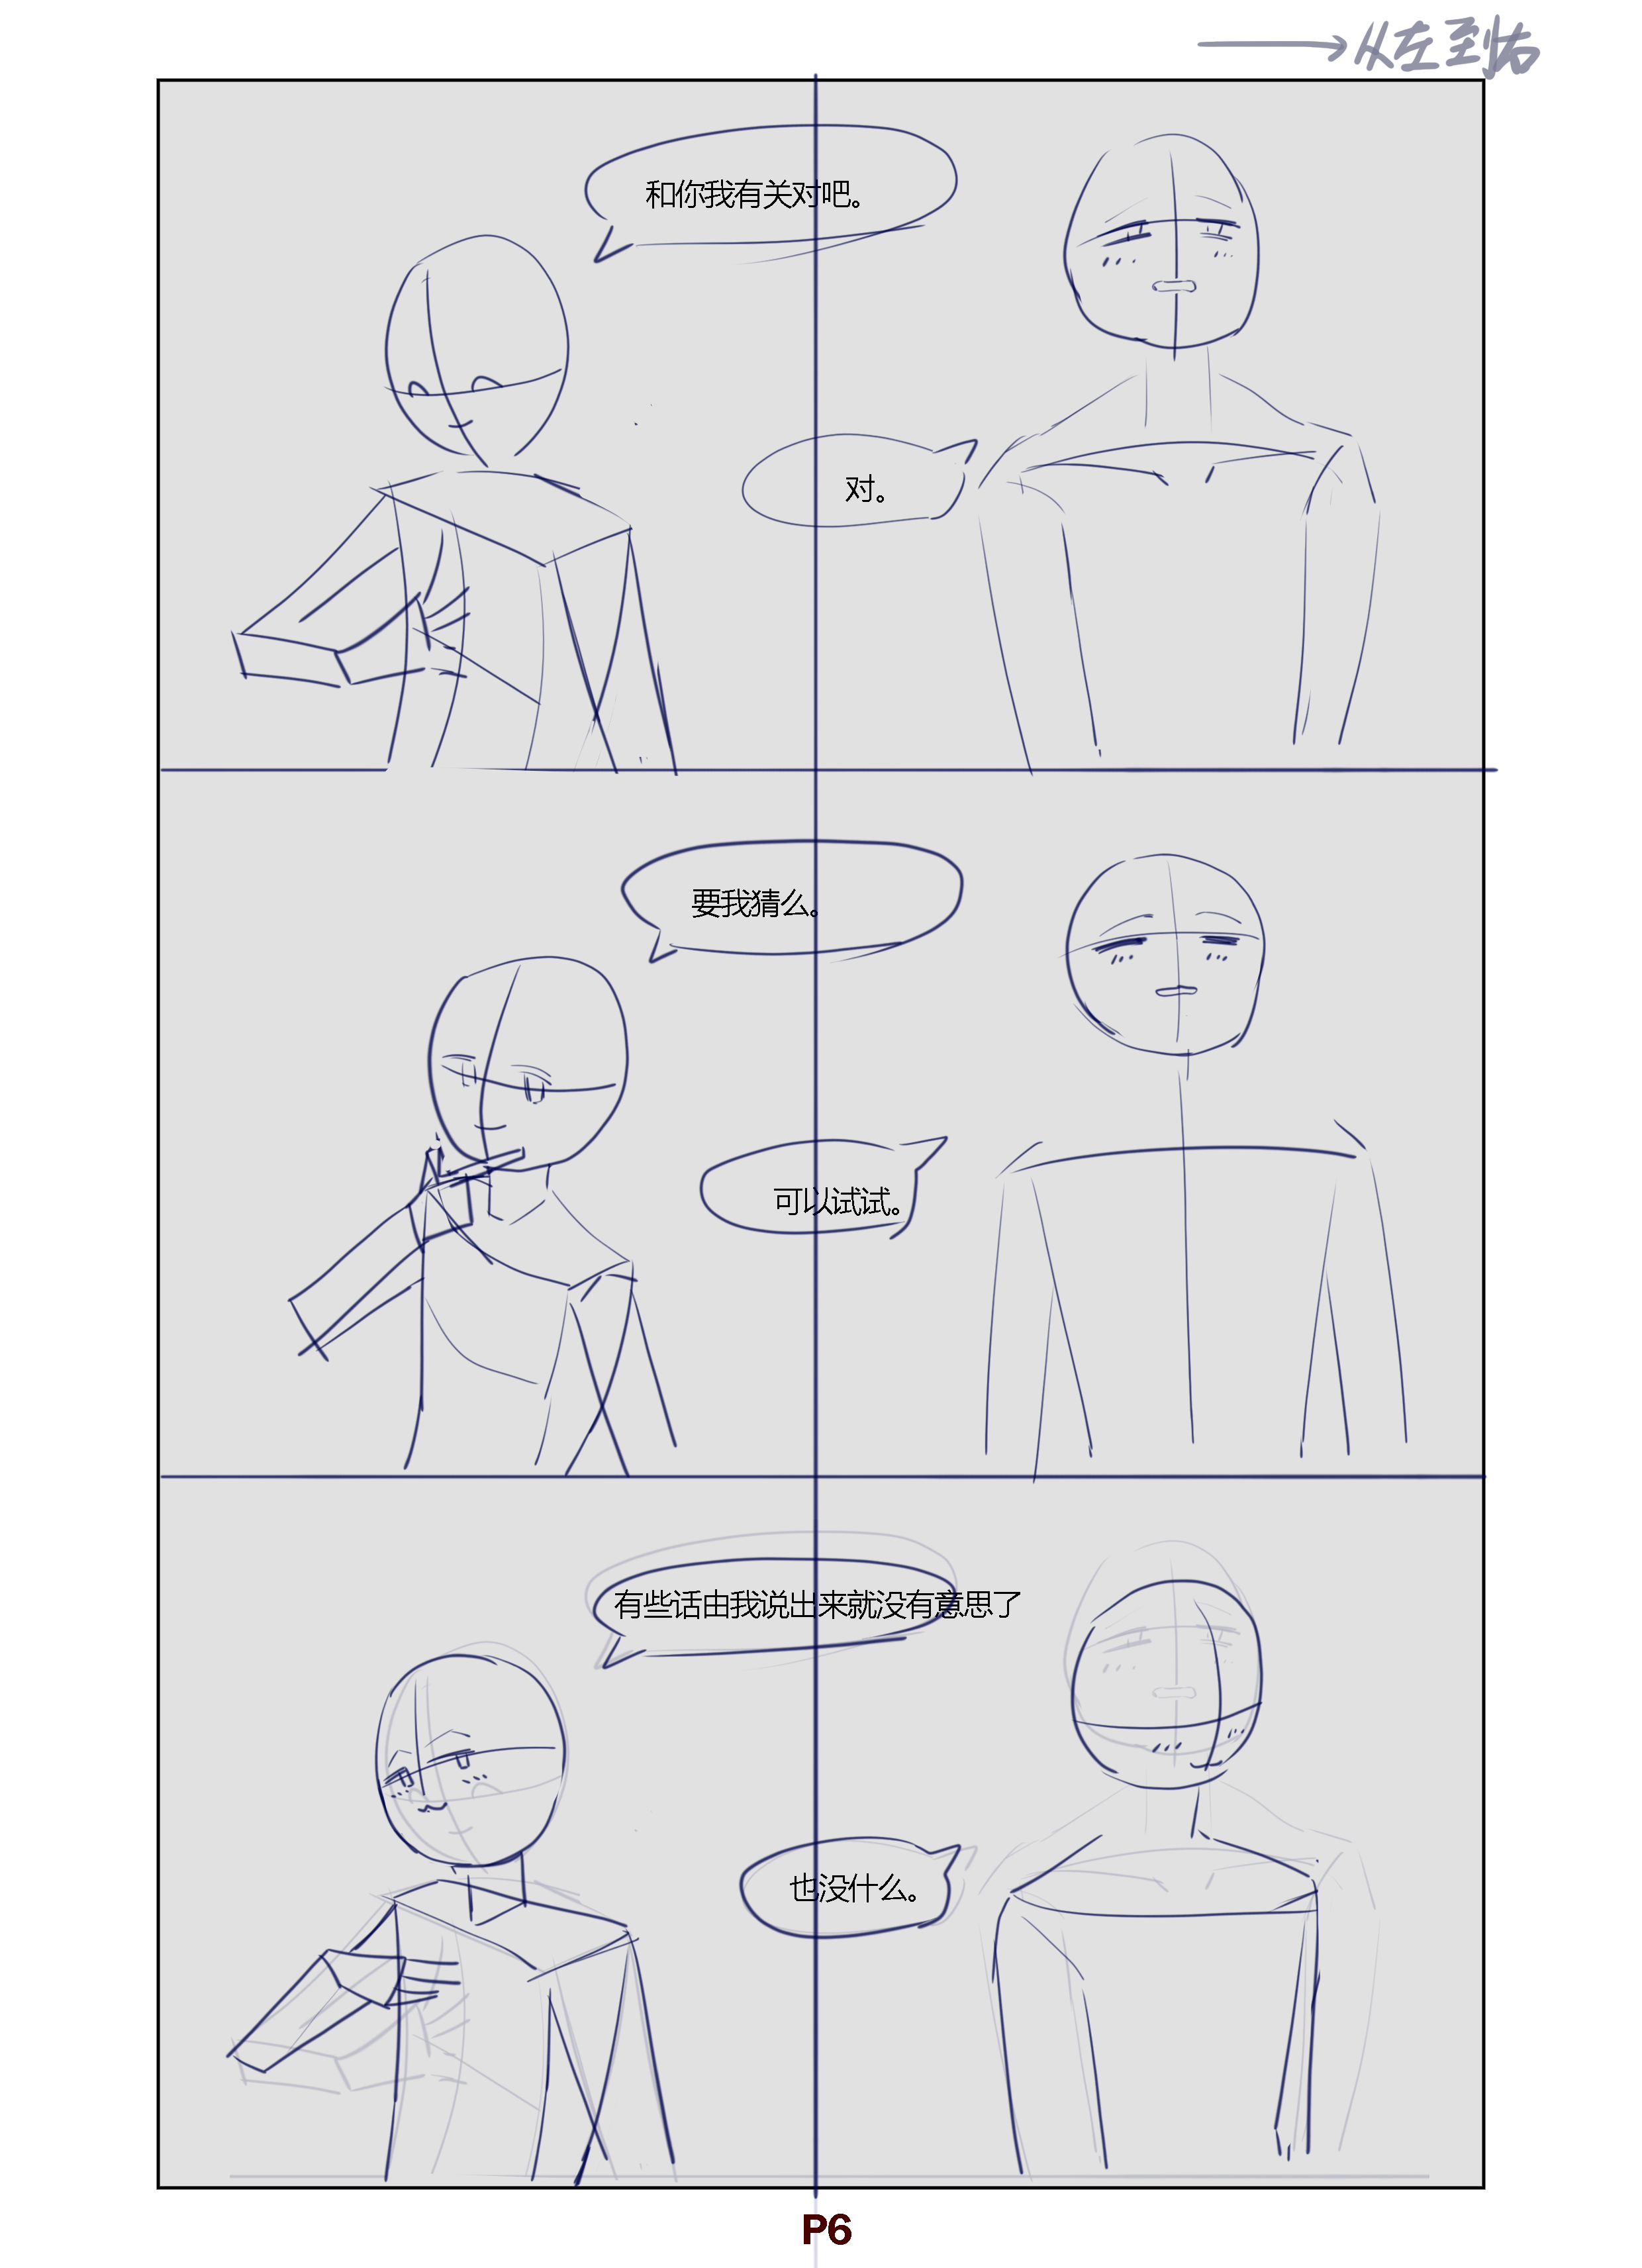 从左到右
和你我有关对吧。
对。
要我猜么。
可以试试。
有些话由我说出来就没有意思了
也没什么。
P6